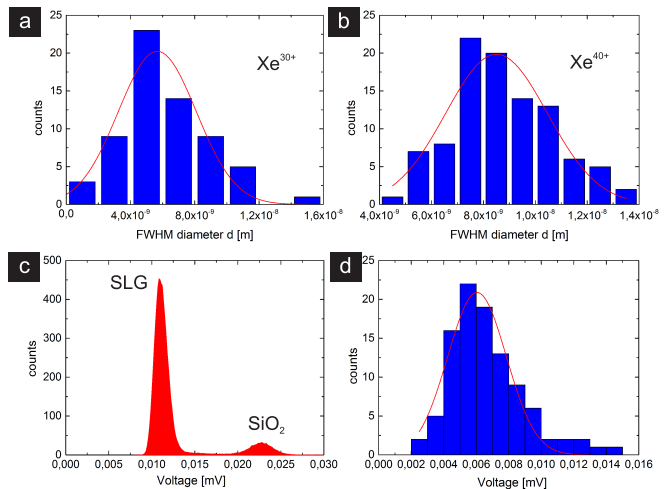 a
25
20
15
10
5
0
counts
Xe30+
0,0 4,0x10-9 8,0x10-9 1,2x10-8 1,6x10-8
FWHM diameter d [m]
b
25
20
15
10
5
0
counts
Xe40+
4,0x10-9 6,0x10-9 8,0x10-9 1,0x10-8 1,2x10-8 1,4x10-8
FWHM diameter d [m]
c
500
400
300
200
100
0
counts
SLG
SiO2
0,000 0,005 0,010 0,015 0,020 0,025 0,030
Voltage [mV]
d
25
20
15
10
5
0
counts
0,000 0,002 0,004 0,006 0,008 0,010 0,012 0,014 0,016
Voltage [mV]